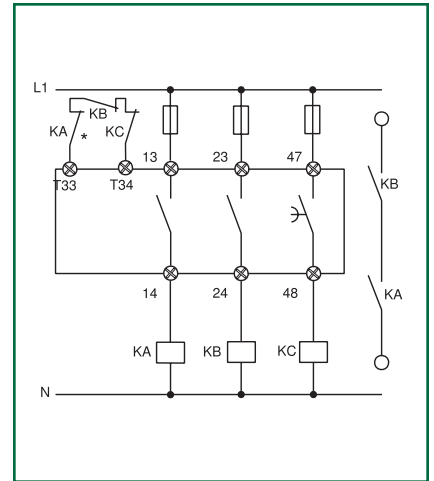 L1
KB
KA * KC 13 23 47
T33 T34 KB
KA
14 24 48
KA KB KC
N